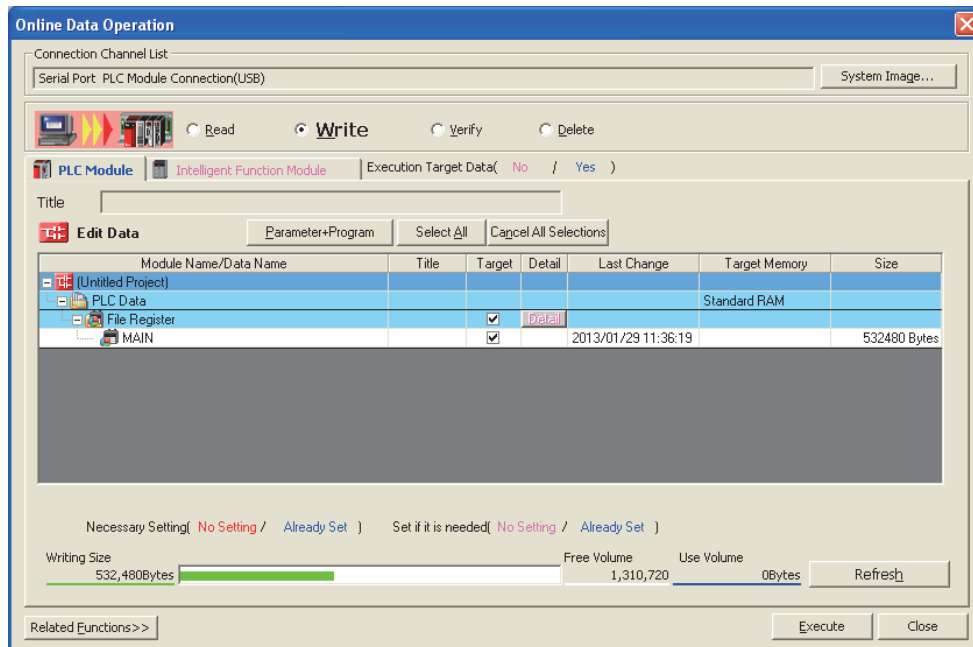 Online Data Operation
Connection Channel List
Serial Port PLC Module Connection(USB)
System Image...
Read
Write
Verify
Delete
PLC Module
Intelligent Function Module
Execution Target Data( No / Yes )
Title
Edit Data
Parameter+Program
Select All
Cancel All Selections
Module Name/Data Name Title Target Detail Last Change Target Memory Size
(Untitled Project)
PLC Data Standard RAM
File Register Detail
MAIN 2013/01/29 11:36:19 532480 Bytes
Necessary Setting( No Setting / Already Set ) Set if it is needed( No Setting / Already Set )
Writing Size Free Volume Use Volume
532,480Bytes 1,310,720 0Bytes Refresh
Related Functions>> Execute Close